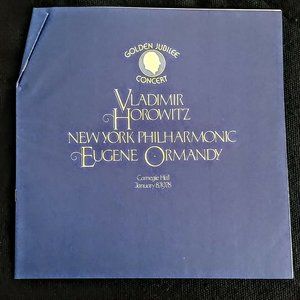 GOLDEN JUBILEE
CONCERT
VLADIMIR
HOROWITZ
NEW YORK PHILHARMONIC
EUGENE ORMANDY
Carnegie Hall
January 8, 1978